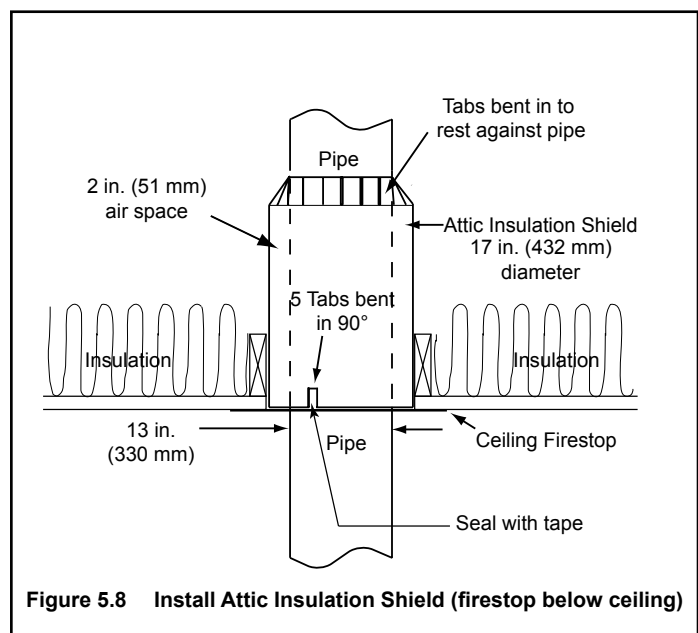 Tabs bent in to
rest against pipe
Pipe
2 in. (51 mm)
air space
Attic Insulation Shield
17 in. (432 mm)
diameter
5 Tabs bent
in 90°
Insulation
Insulation
13 in.
(330 mm)
Pipe
Ceiling Firestop
Seal with tape
Figure 5.8 Install Attic Insulation Shield (firestop below ceiling)